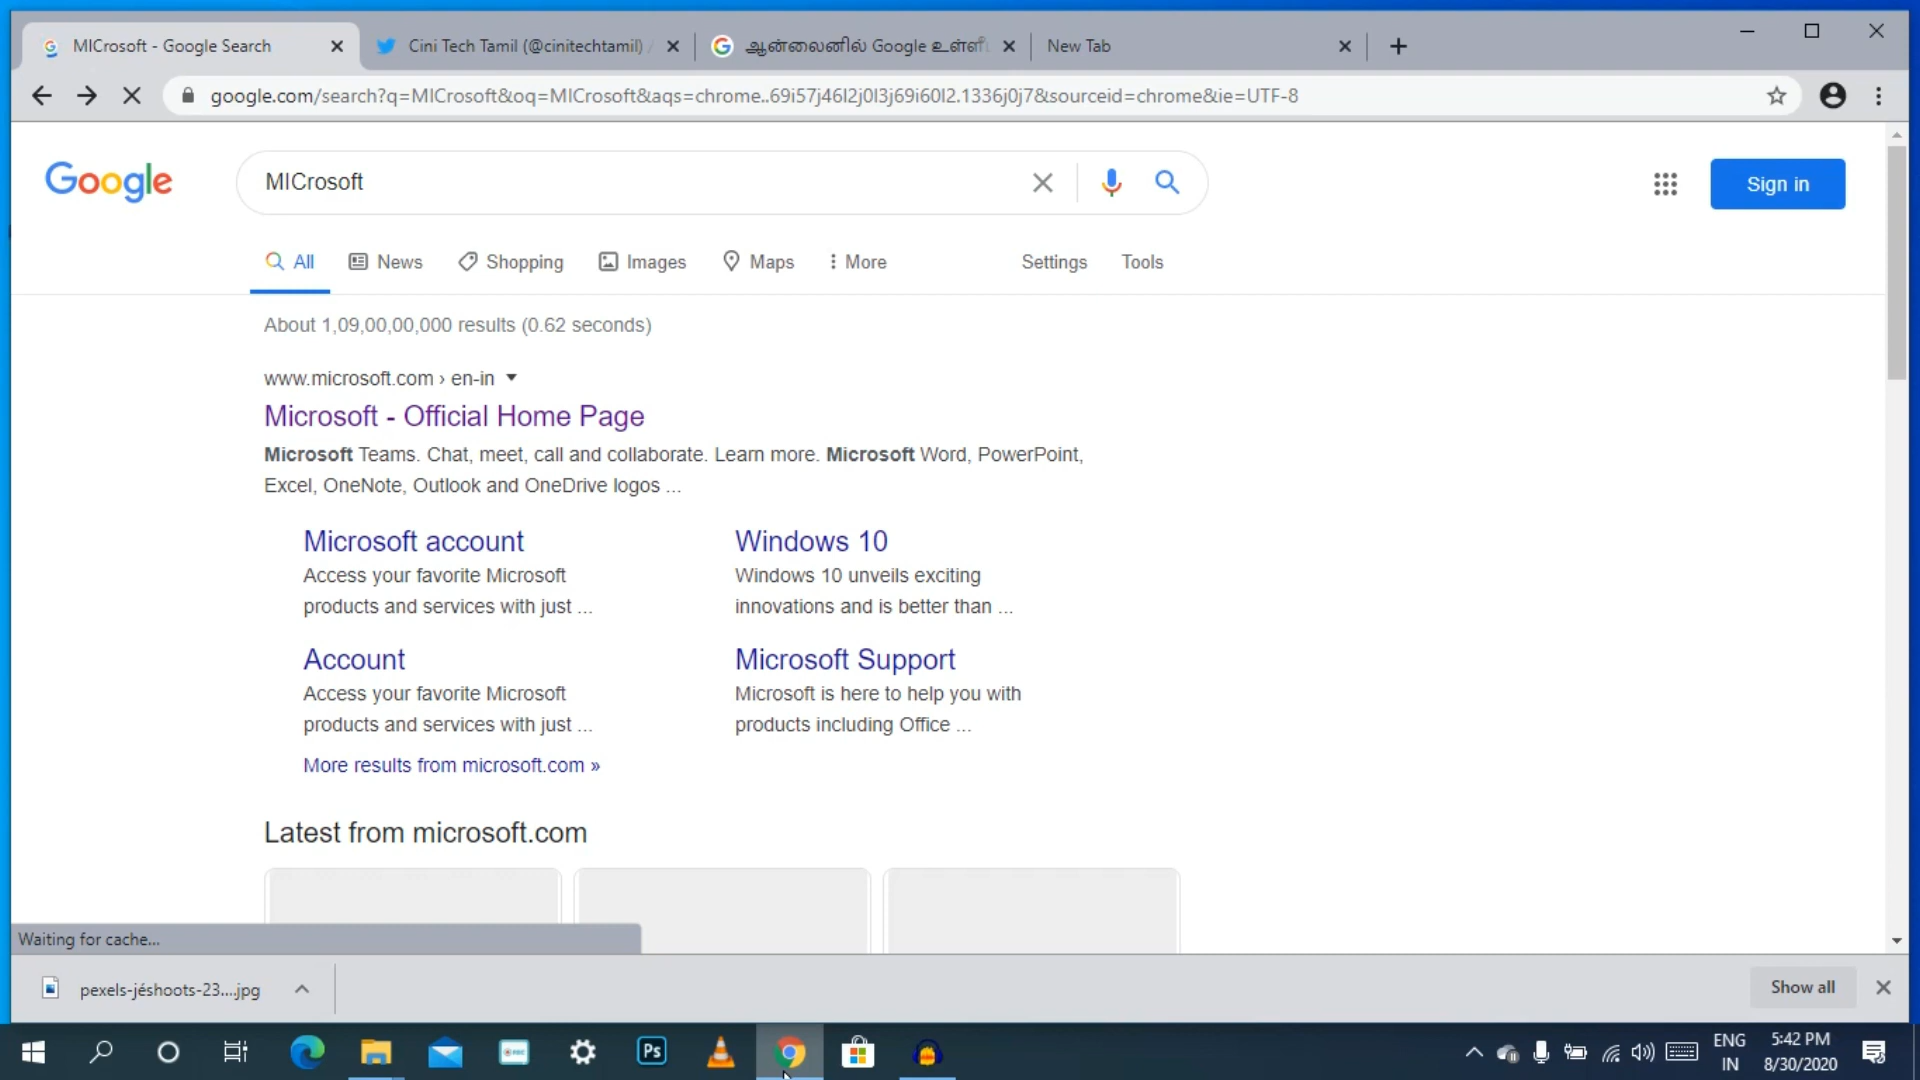 MICrosoft - Google Search
Cini Tech Tamil (@cinitechtamil) /
ஆன்லைனில் Google உள்ளீ
New Tab
google.com/search?q=MICrosoft&oq=MICrosoft&aqs=chrome..69i57j46l2j0l3j69i60l2.1336j0j7&sourceid=chrome&ie=UTF-8
Google
MICrosoft
Sign in
All
News
Shopping
Images
Maps
More
Settings
Tools
About 1,09,00,00,000 results (0.62 seconds)
www.microsoft.com › en-in
Microsoft - Official Home Page
Microsoft Teams. Chat, meet, call and collaborate. Learn more. Microsoft Word, PowerPoint,
Excel, OneNote, Outlook and OneDrive logos ...
Microsoft account
Access your favorite Microsoft
products and services with just ...
Windows 10
Windows 10 unveils exciting
innovations and is better than ...
Account
Access your favorite Microsoft
products and services with just ...
Microsoft Support
Microsoft is here to help you with
products including Office ...
More results from microsoft.com »
Latest from microsoft.com
Waiting for cache...
pexels-jéshoots-23....jpg
Show all
Ps
ENG
IN
5:42 PM
8/30/2020